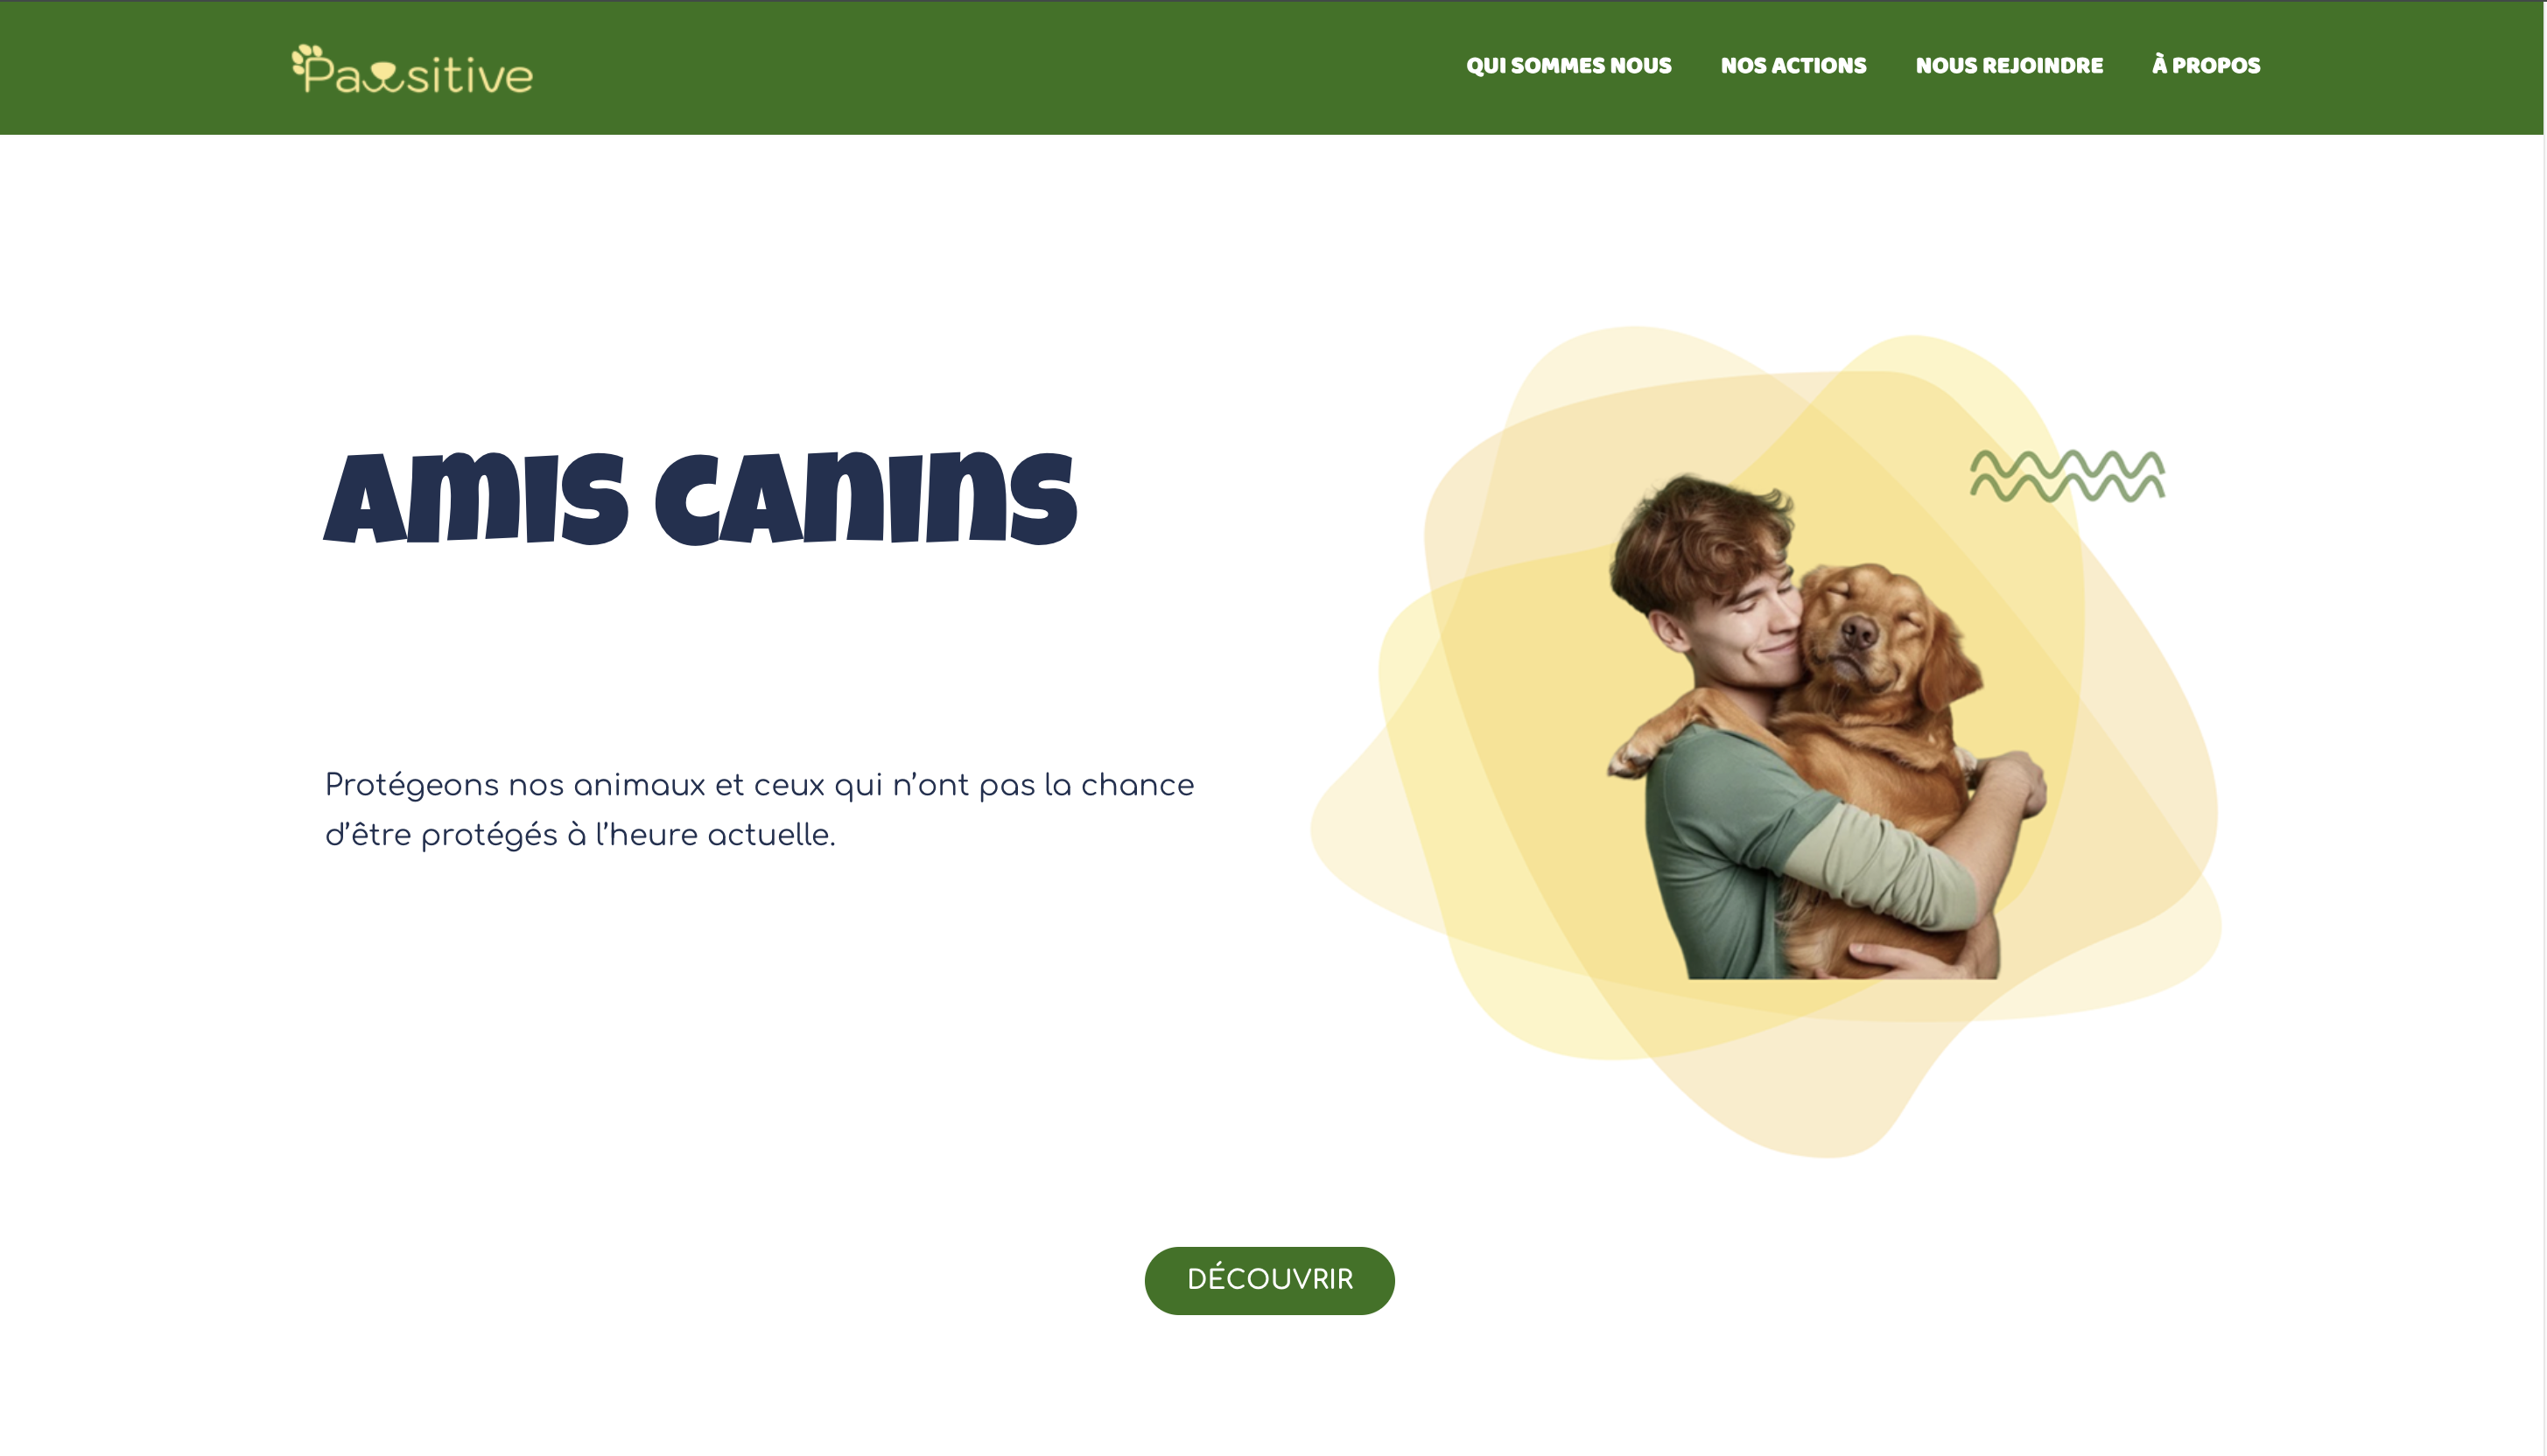 Pawsitive
QUI SOMMES NOUS NOS ACTIONS NOUS REJOINDRE À PROPOS
AMIS CANINS
Protégeons nos animaux et ceux qui n’ont pas la chance
d’être protégés à l’heure actuelle.
DÉCOUVRIR